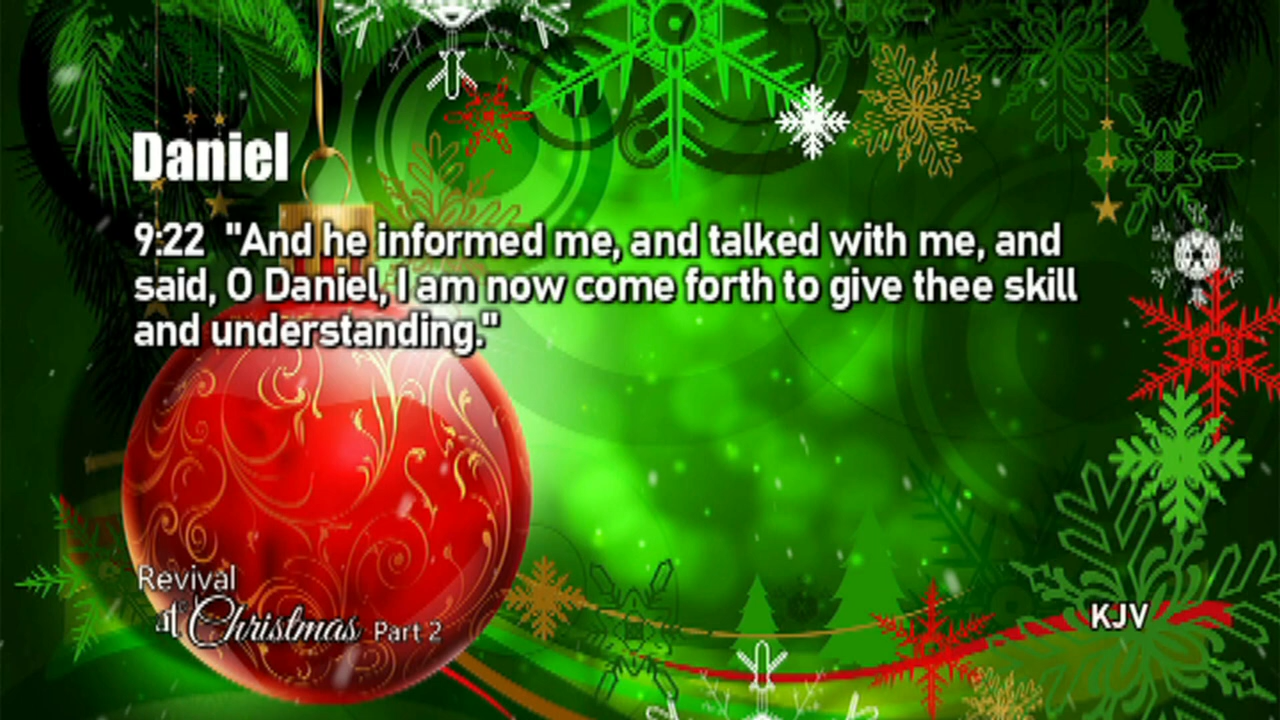 Daniel
9:22 "And he informed me, and talked with me, and
said, O Daniel, I am now come forth to give thee skill
and understanding."
Revival
at Christmas Part 2
KJV